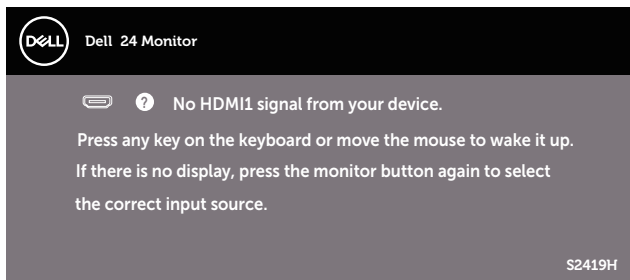 DELL Dell 24 Monitor
No HDMI1 signal from your device.
Press any key on the keyboard or move the mouse to wake it up.
If there is no display, press the monitor button again to select
the correct input source.
S2419H